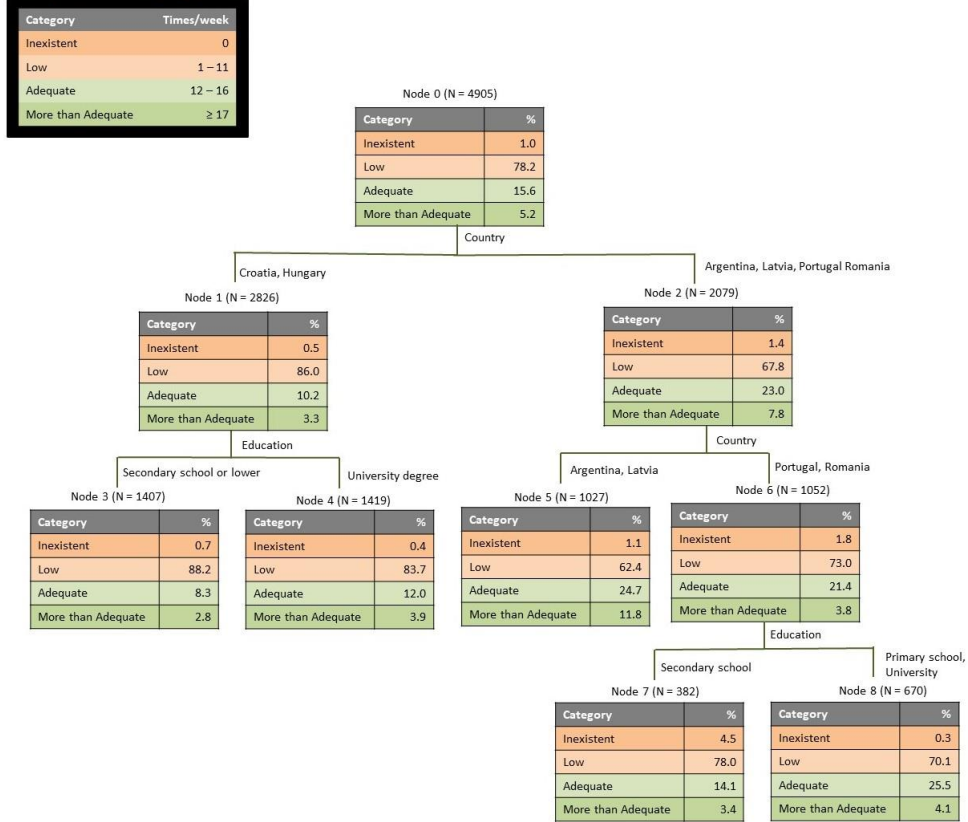 Category Times/week
Inexistent 0
Low 1 – 11
Adequate 12 – 16
More than Adequate ≥ 17
Node 0 (N = 4905)
Category %
Inexistent 1.0
Low 78.2
Adequate 15.6
More than Adequate 5.2
Country
Croatia, Hungary
Argentina, Latvia, Portugal Romania
Node 1 (N = 2826)
Category %
Inexistent 0.5
Low 86.0
Adequate 10.2
More than Adequate 3.3
Education
Node 2 (N = 2079)
Category %
Inexistent 1.4
Low 67.8
Adequate 23.0
More than Adequate 7.8
Country
Secondary school or lower
Node 3 (N = 1407)
Category %
Inexistent 0.7
Low 88.2
Adequate 8.3
More than Adequate 2.8
University degree
Node 4 (N = 1419)
Category %
Inexistent 0.4
Low 83.7
Adequate 12.0
More than Adequate 3.9
Argentina, Latvia
Node 5 (N = 1027)
Category %
Inexistent 1.1
Low 62.4
Adequate 24.7
More than Adequate 11.8
Portugal, Romania
Node 6 (N = 1052)
Category %
Inexistent 1.8
Low 73.0
Adequate 21.4
More than Adequate 3.8
Education
Secondary school
Node 7 (N = 382)
Category %
Inexistent 4.5
Low 78.0
Adequate 14.1
More than Adequate 3.4
Primary school,
University
Node 8 (N = 670)
Category %
Inexistent 0.3
Low 70.1
Adequate 25.5
More than Adequate 4.1